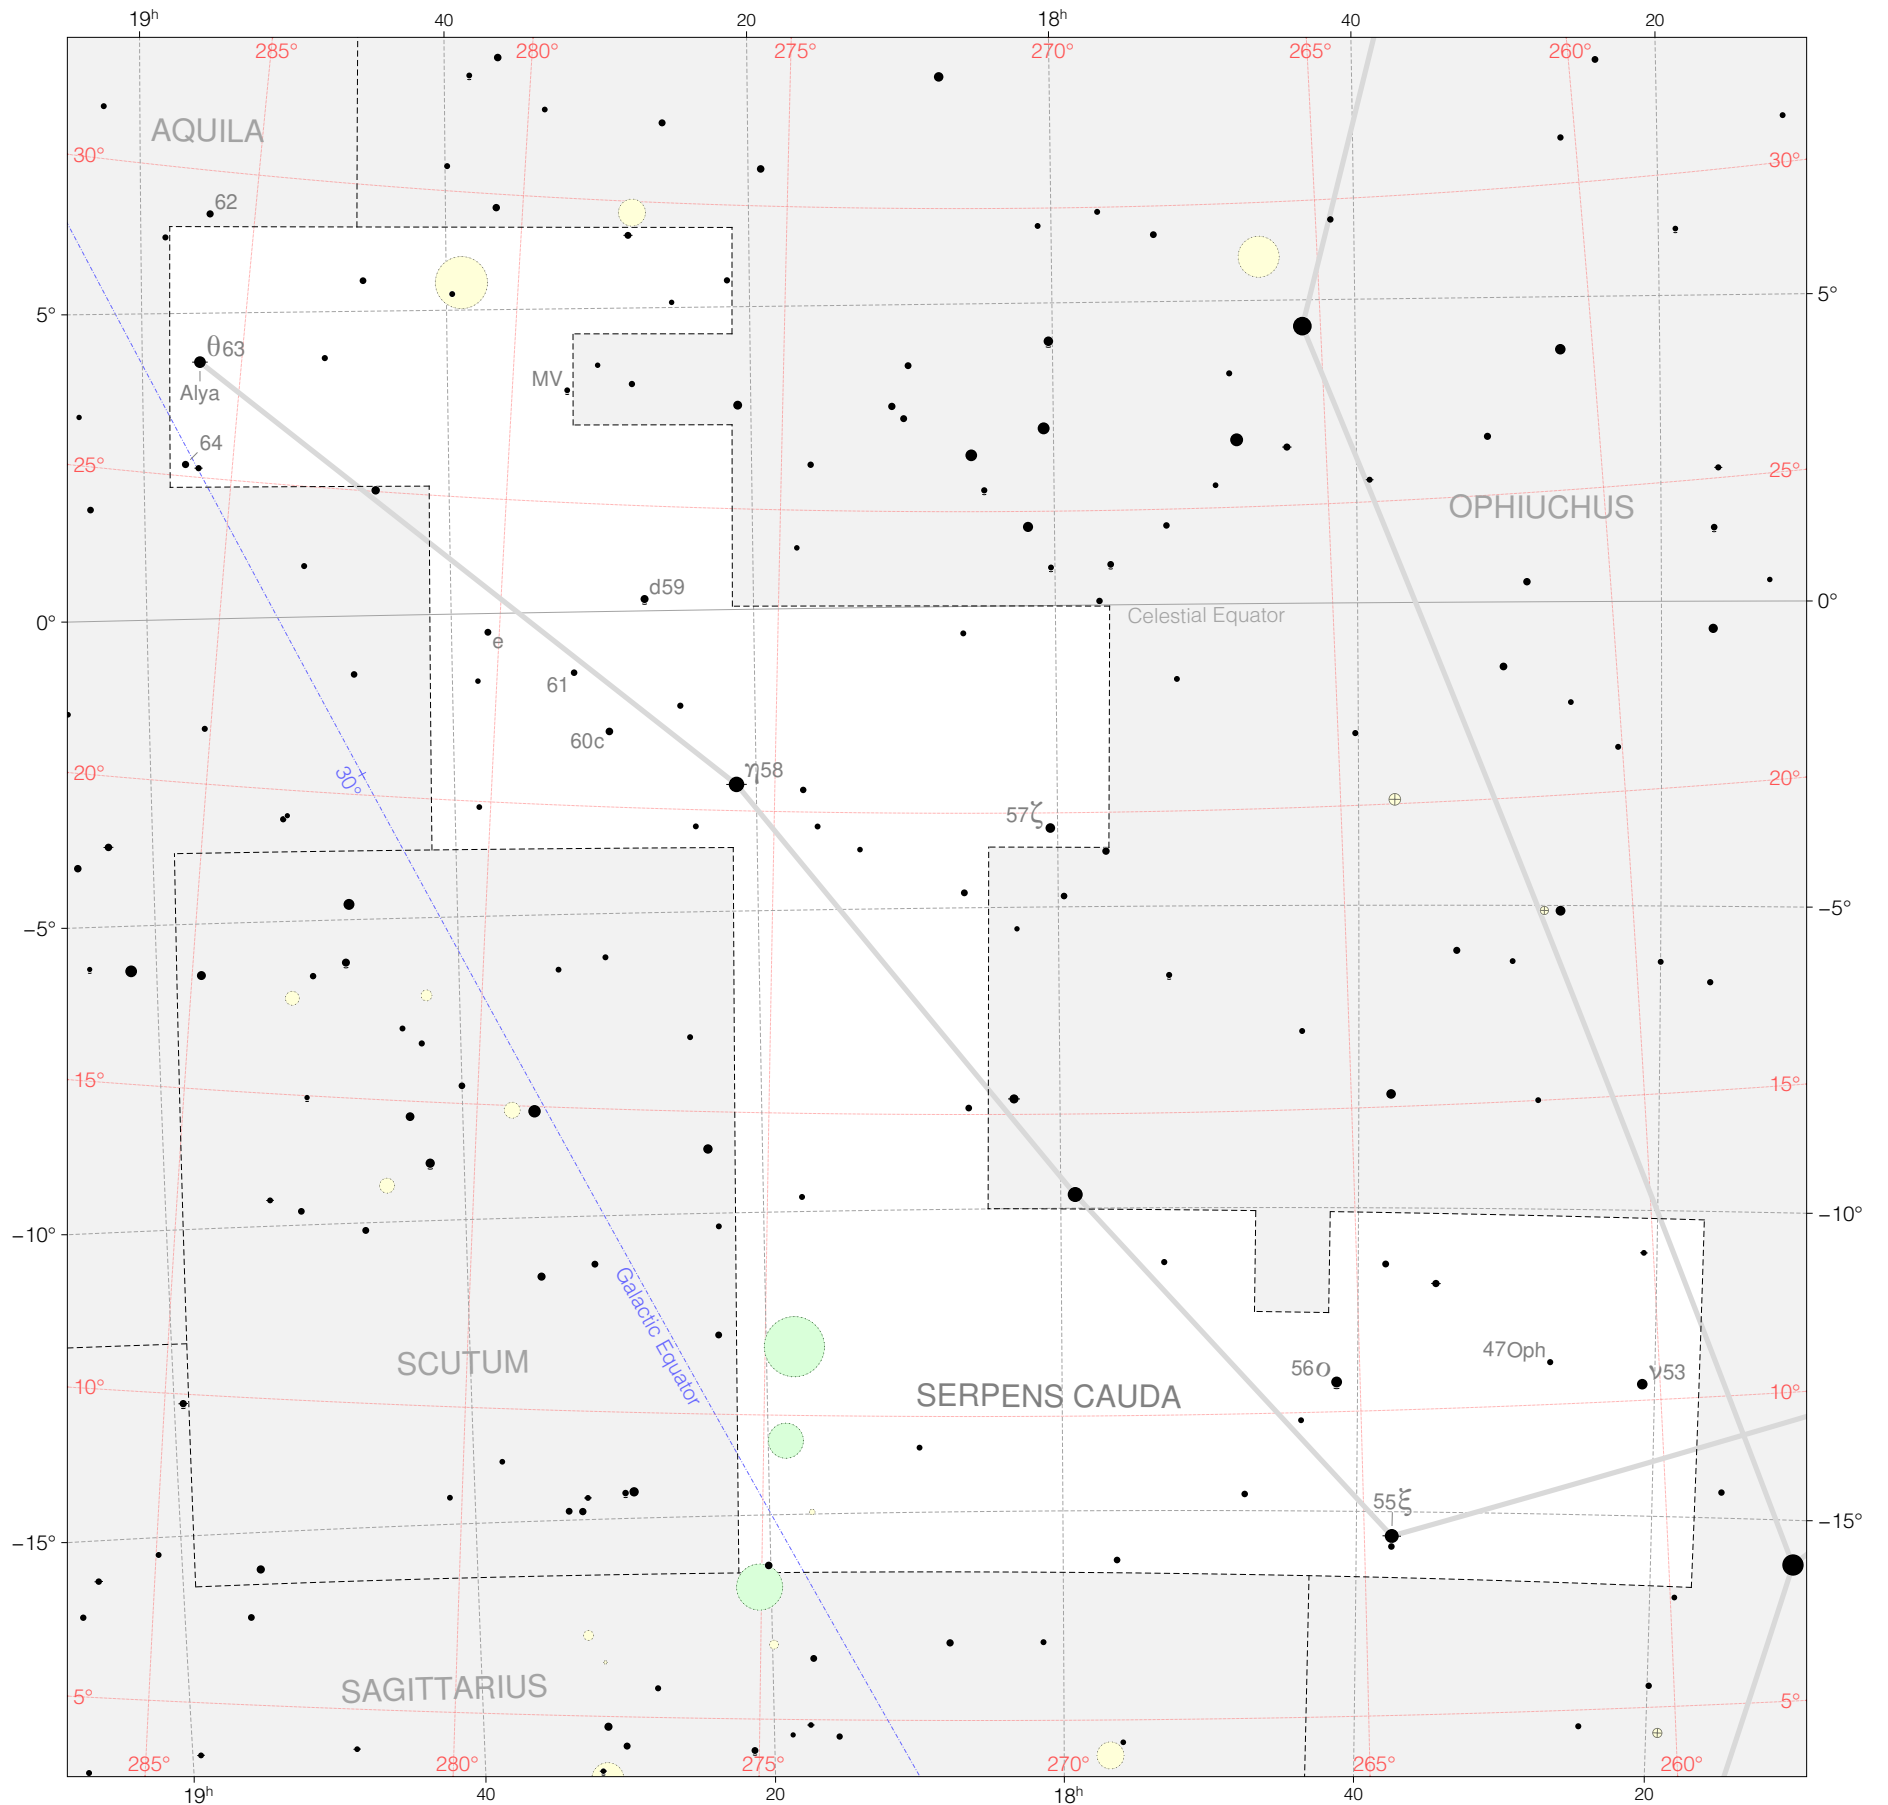 19h 40 20 18h 40 20
285° 280° 275° 270° 265° 260°
AQUILA
30° 30°
62
5° 5°
θ63
Alya
MV
64
25° 25°
OPHIUCHUS
d59
Celestial Equator
0° 0°
e
61
60c
η58
20° 30° 20°
57ζ
−5° −5°
15° 15°
−10° −10°
Galactic Equator
SCUTUM
47Oph
56ο ν53
10° SERPENS CAUDA 10°
55ξ
−15° −15°
SAGITTARIUS
5° 5°
285° 280° 275° 270° 265° 260°
19h 40 20 18h 40 20